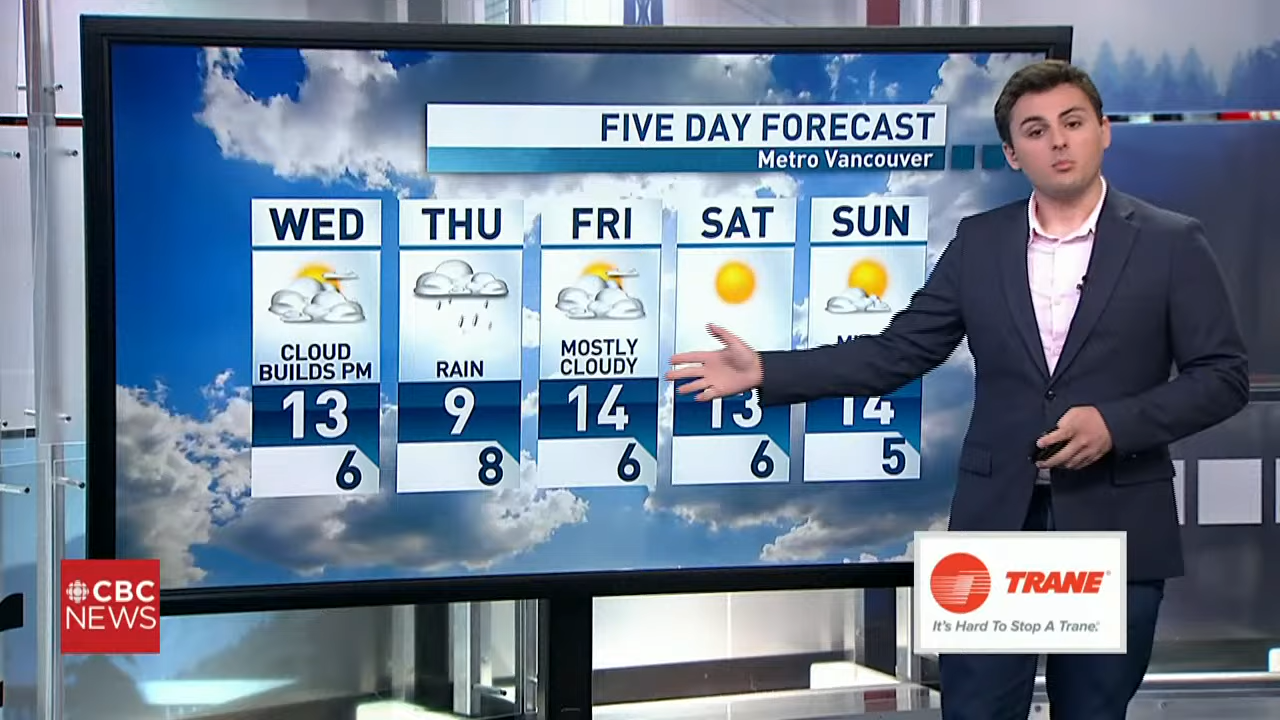 FIVE DAY FORECAST
Metro Vancouver
WED
THU
FRI
SAT
SUN
CLOUD
BUILDS PM
RAIN
MOSTLY
CLOUDY
13
9
14
13
14
6
8
6
6
5
CBC
NEWS
TRANE®
It's Hard To Stop A Trane.®